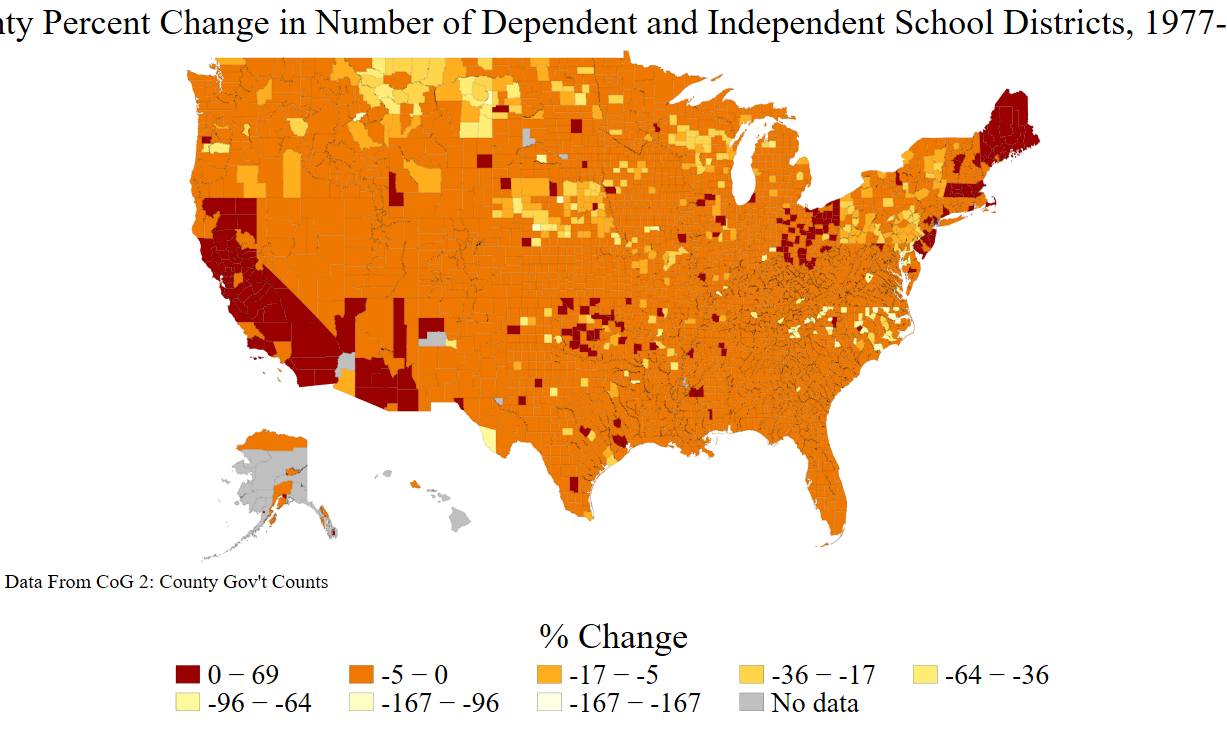 nty Percent Change in Number of Dependent and Independent School Districts, 1977-
Data From CoG 2: County Gov't Counts
% Change
0 − 69 -5 − 0 -17 − -5 -36 − -17 -64 − -36
-96 − -64 -167 − -96 -167 − -167 No data